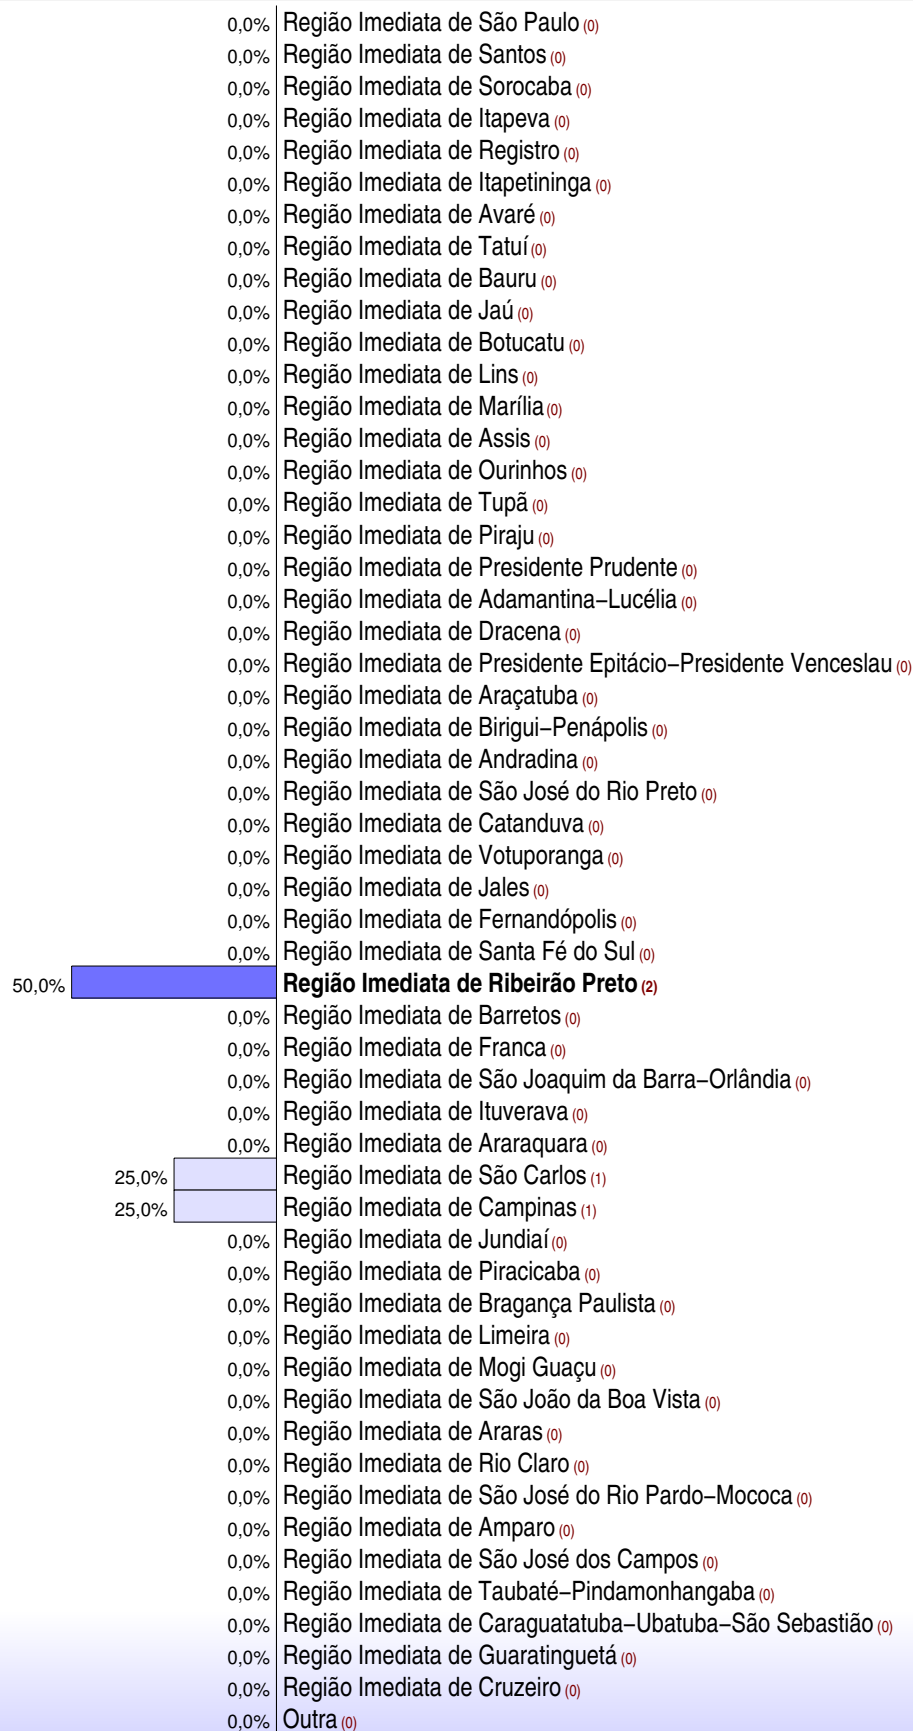 0,0% Região Imediata de São Paulo (0)
0,0% Região Imediata de Santos (0)
0,0% Região Imediata de Sorocaba (0)
0,0% Região Imediata de Itapeva (0)
0,0% Região Imediata de Registro (0)
0,0% Região Imediata de Itapetininga (0)
0,0% Região Imediata de Avaré (0)
0,0% Região Imediata de Tatuí (0)
0,0% Região Imediata de Bauru (0)
0,0% Região Imediata de Jaú (0)
0,0% Região Imediata de Botucatu (0)
0,0% Região Imediata de Lins (0)
0,0% Região Imediata de Marília (0)
0,0% Região Imediata de Assis (0)
0,0% Região Imediata de Ourinhos (0)
0,0% Região Imediata de Tupã (0)
0,0% Região Imediata de Piraju (0)
0,0% Região Imediata de Presidente Prudente (0)
0,0% Região Imediata de Adamantina−Lucélia (0)
0,0% Região Imediata de Dracena (0)
0,0% Região Imediata de Presidente Epitácio−Presidente Venceslau (0)
0,0% Região Imediata de Araçatuba (0)
0,0% Região Imediata de Birigui−Penápolis (0)
0,0% Região Imediata de Andradina (0)
0,0% Região Imediata de São José do Rio Preto (0)
0,0% Região Imediata de Catanduva (0)
0,0% Região Imediata de Votuporanga (0)
0,0% Região Imediata de Jales (0)
0,0% Região Imediata de Fernandópolis (0)
0,0% Região Imediata de Santa Fé do Sul (0)
50,0% Região Imediata de Ribeirão Preto (2)
0,0% Região Imediata de Barretos (0)
0,0% Região Imediata de Franca (0)
0,0% Região Imediata de São Joaquim da Barra−Orlândia (0)
0,0% Região Imediata de Ituverava (0)
0,0% Região Imediata de Araraquara (0)
25,0% Região Imediata de São Carlos (1)
25,0% Região Imediata de Campinas (1)
0,0% Região Imediata de Jundiaí (0)
0,0% Região Imediata de Piracicaba (0)
0,0% Região Imediata de Bragança Paulista (0)
0,0% Região Imediata de Limeira (0)
0,0% Região Imediata de Mogi Guaçu (0)
0,0% Região Imediata de São João da Boa Vista (0)
0,0% Região Imediata de Araras (0)
0,0% Região Imediata de Rio Claro (0)
0,0% Região Imediata de São José do Rio Pardo−Mococa (0)
0,0% Região Imediata de Amparo (0)
0,0% Região Imediata de São José dos Campos (0)
0,0% Região Imediata de Taubaté−Pindamonhangaba (0)
0,0% Região Imediata de Caraguatatuba−Ubatuba−São Sebastião (0)
0,0% Região Imediata de Guaratinguetá (0)
0,0% Região Imediata de Cruzeiro (0)
0,0% Outra (0)